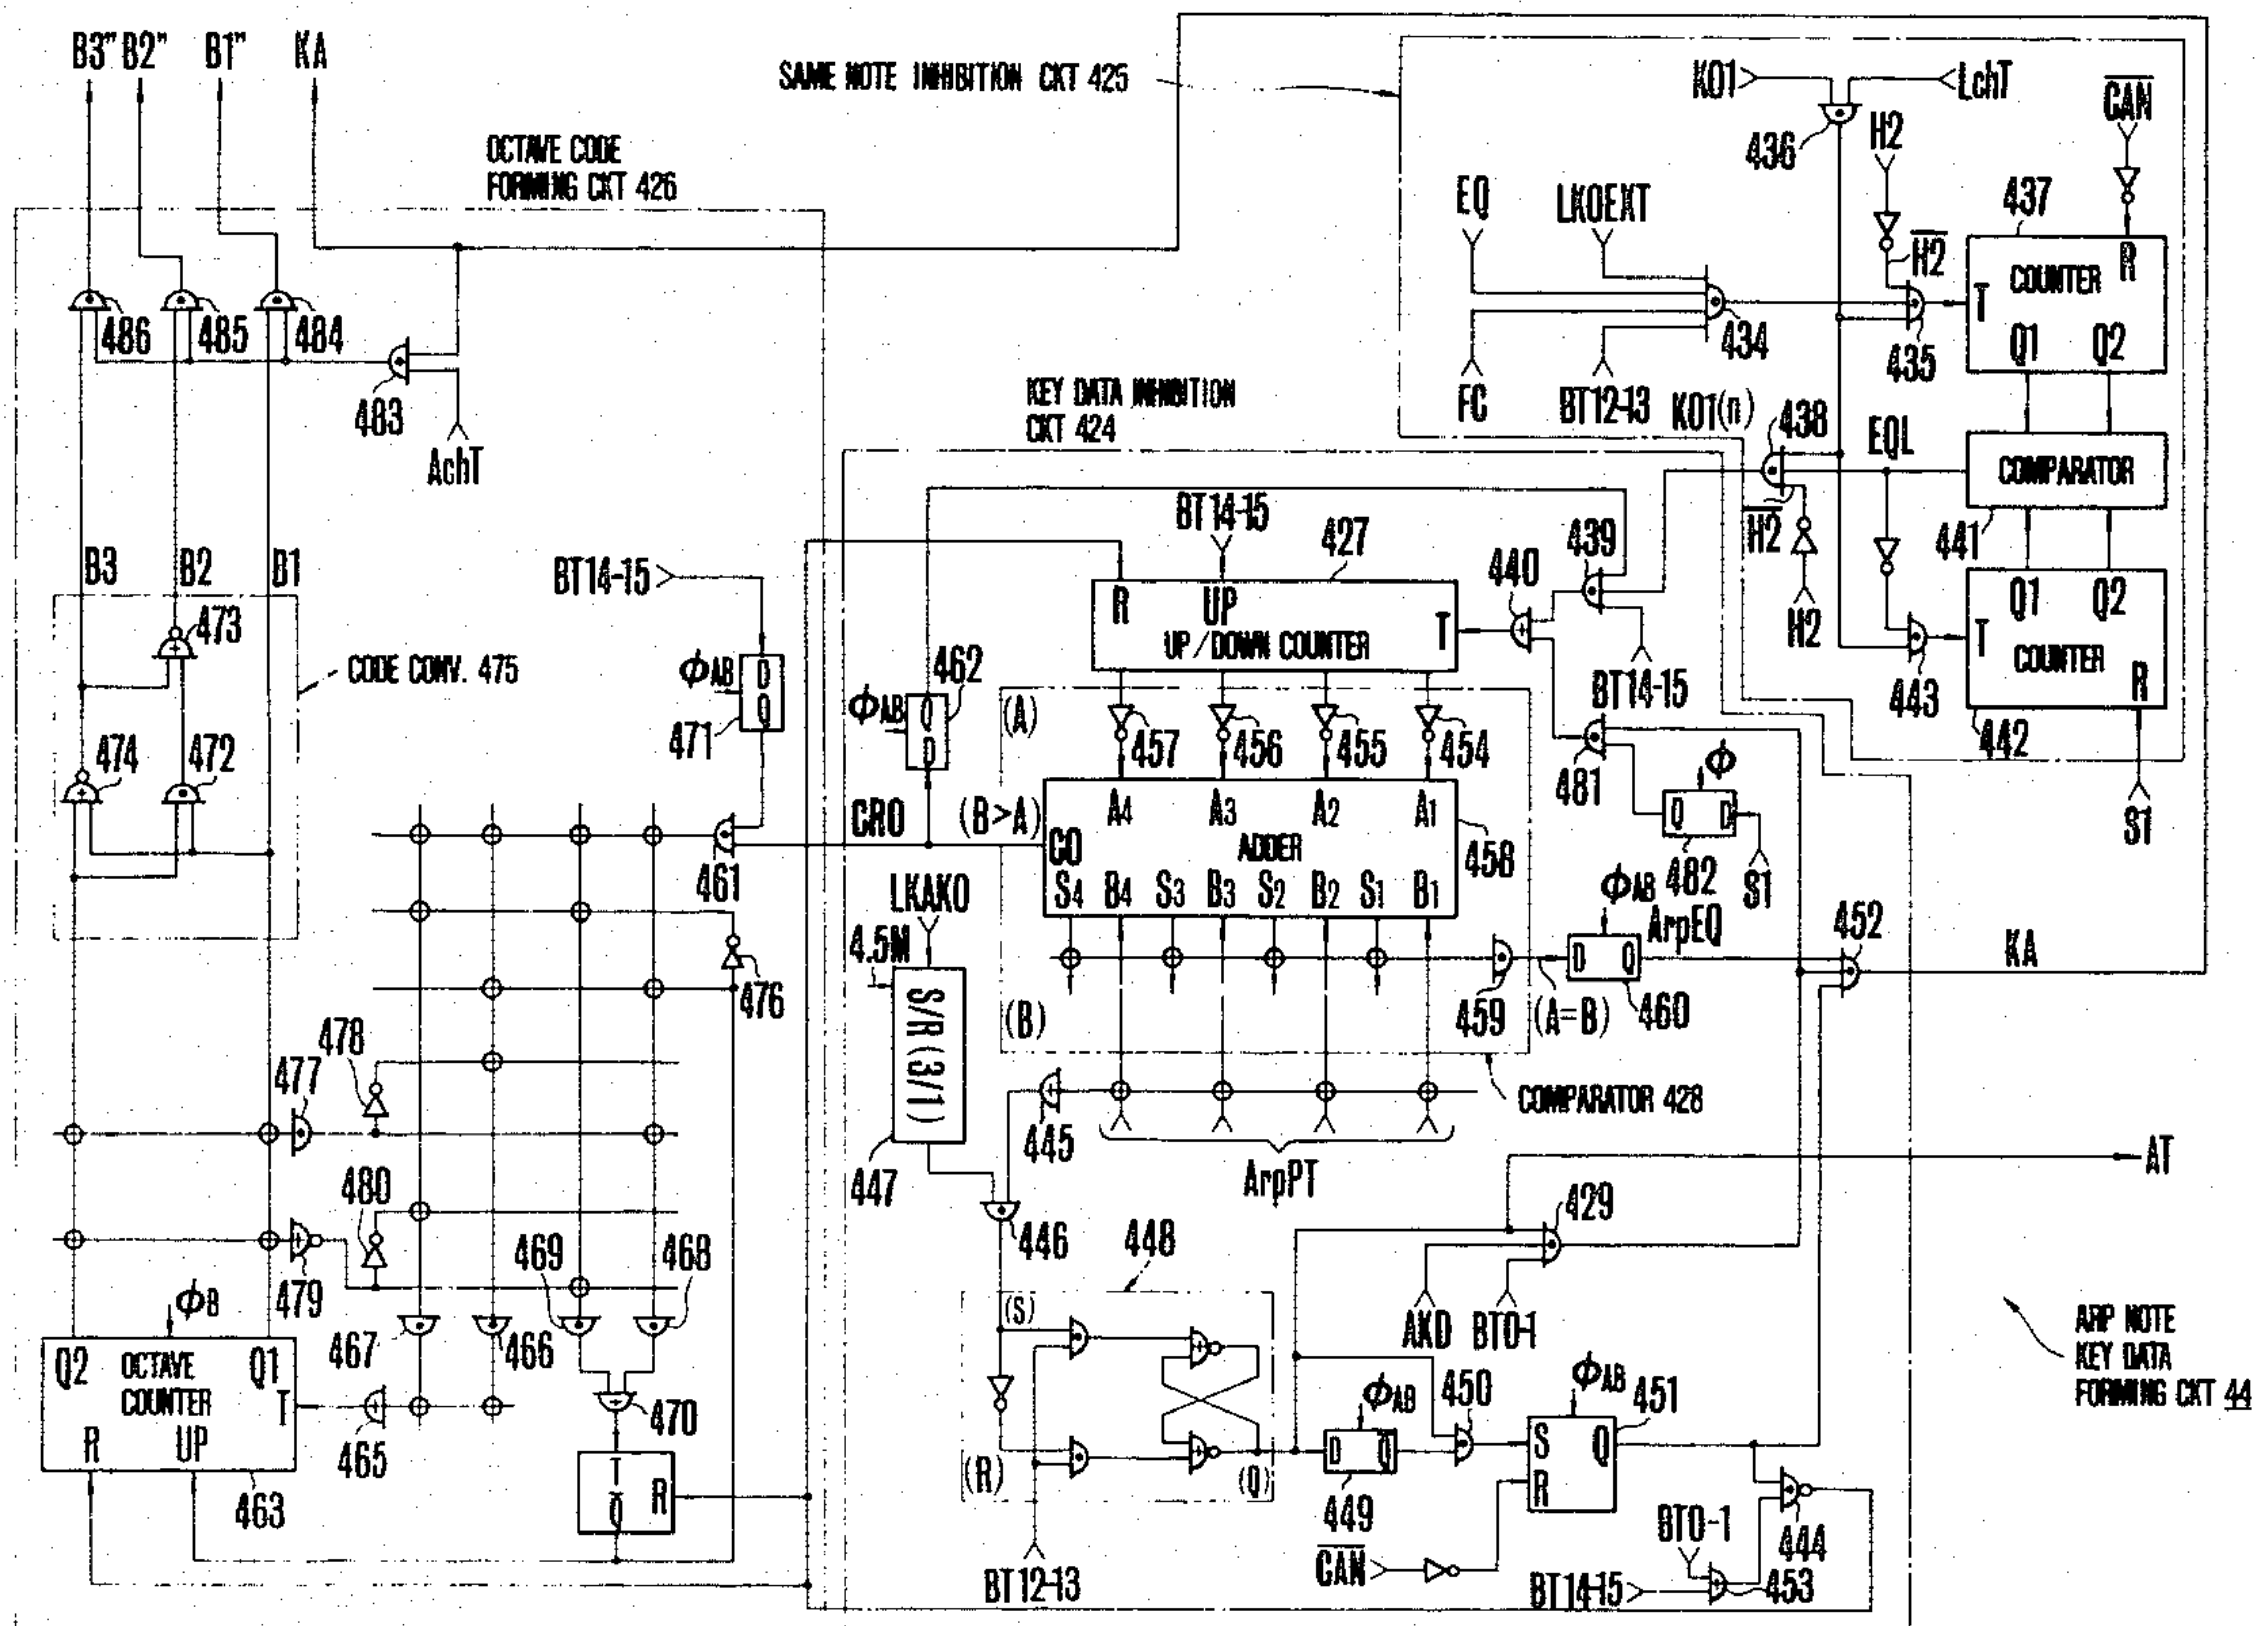 B3" B2" B1" KA
SAME NOTE INHIBITION CKT 425
K01
LchT
CAN
436
H2
OCTAVE CODE
FORMING CKT 426
EQ
LKOEXT
437
H2
R
COUNTER
T
486
485
484
434
435
Q1 Q2
483
KEY DATA INHIBITION
CKT 424
FC
BT12-13
K01(n)
438
EQL
AchT
COMPARATOR
BT14-15
427
439
440
H2
441
B3 B2 B1
BT14-15
R UP
UP/DOWN COUNTER
T
H2
Q1 Q2
T
COUNTER
R
473
CODE CONV. 475
ΦAB
D
Q
462
BT14-15
443
442
471
ΦAB
Q
D
(A)
457
456
455
454
481
Φ
474
472
Q D
S1
CRO
(B>A)
A4 A3 A2 A1
ADDER
CO
458
S4 B4 S3 B3 S2 B2 S1 B1
461
482
S1
LKAKO
ΦAB
ArpEQ
452
4.5M
D Q
KA
476
S/R(3/1)
(B)
459
(A=B)
460
478
477
COMPARATOR 428
445
447
ArpPT
AT
480
429
446
448
479
469
468
ΦB
(S)
AKD BT0-1
ARP NOTE
KEY DATA
FORMING CKT 44
467
466
Q2 OCTAVE Q1
COUNTER
T
R UP
ΦAB
450
ΦAB
451
470
465
D Q
S Q
R
(R)
(Q)
T
Q
R
463
449
BT0-1
444
BT12-13
CAN
BT14-15
453